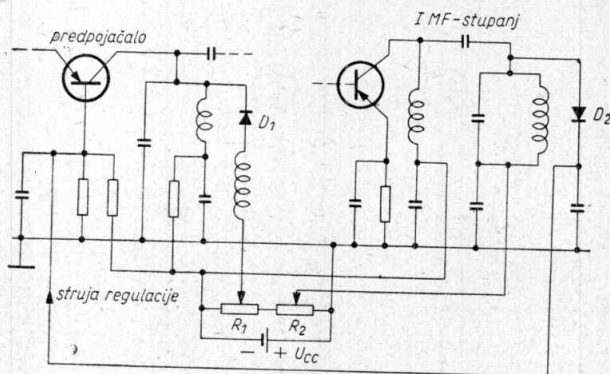 predpojačalo
I MF-stupanj
D₁
D₂
struja regulacije
R₁
R₂
− + Ucc